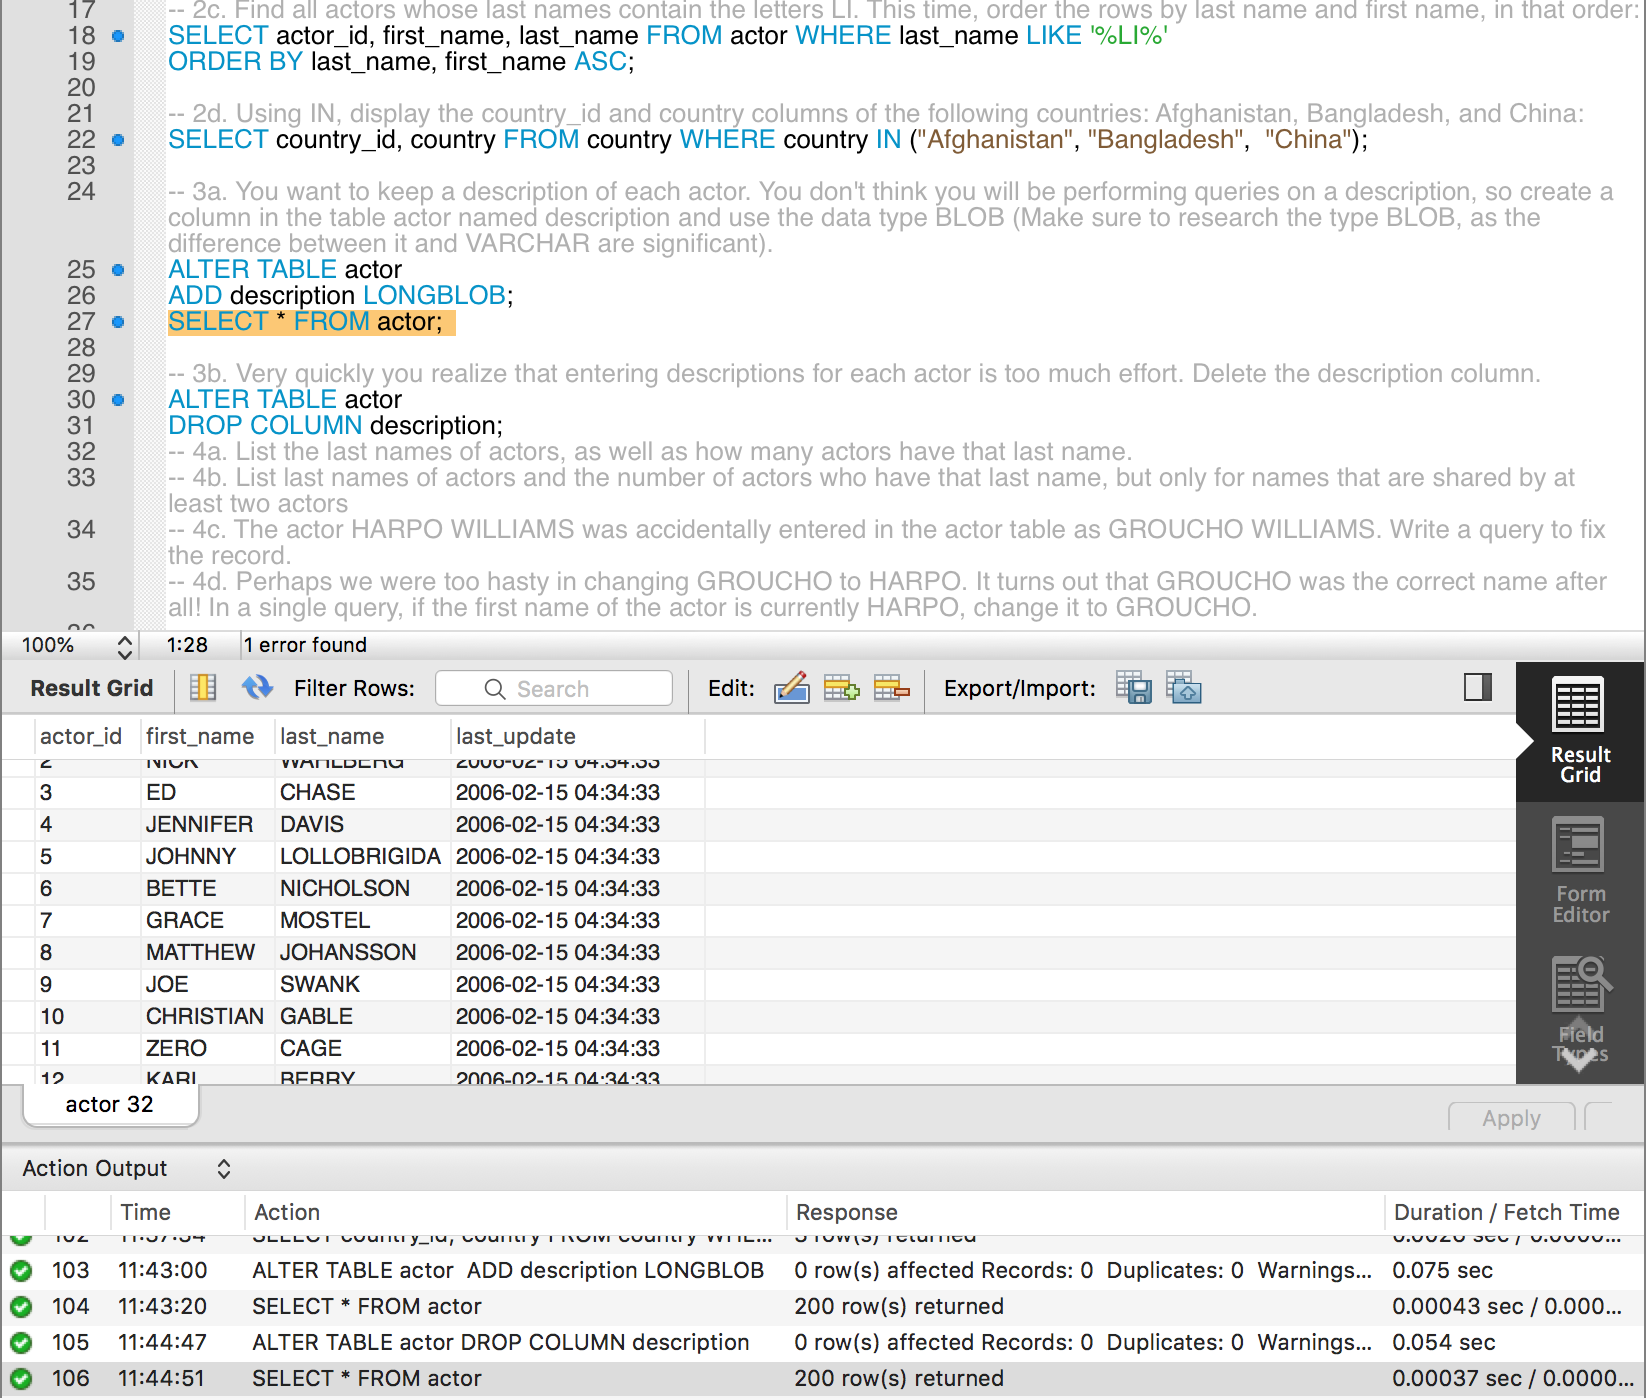 17 -- 2c. Find all actors whose last names contain the letters LI. This time, order the rows by last name and first name, in that order:
18 SELECT actor_id, first_name, last_name FROM actor WHERE last_name LIKE '%LI%'
19 ORDER BY last_name, first_name ASC;
20
21 -- 2d. Using IN, display the country_id and country columns of the following countries: Afghanistan, Bangladesh, and China:
22 SELECT country_id, country FROM country WHERE country IN ("Afghanistan", "Bangladesh",  "China");
23
24 -- 3a. You want to keep a description of each actor. You don't think you will be performing queries on a description, so create a
column in the table actor named description and use the data type BLOB (Make sure to research the type BLOB, as the
difference between it and VARCHAR are significant).
25 ALTER TABLE actor
26 ADD description LONGBLOB;
27 SELECT * FROM actor;
28
29 -- 3b. Very quickly you realize that entering descriptions for each actor is too much effort. Delete the description column.
30 ALTER TABLE actor
31 DROP COLUMN description;
32 -- 4a. List the last names of actors, as well as how many actors have that last name.
33 -- 4b. List last names of actors and the number of actors who have that last name, but only for names that are shared by at
least two actors
34 -- 4c. The actor HARPO WILLIAMS was accidentally entered in the actor table as GROUCHO WILLIAMS. Write a query to fix
the record.
35 -- 4d. Perhaps we were too hasty in changing GROUCHO to HARPO. It turns out that GROUCHO was the correct name after
all! In a single query, if the first name of the actor is currently HARPO, change it to GROUCHO.
100% 1:28 1 error found
Result Grid Filter Rows: Search Edit: Export/Import:
actor_id first_name last_name last_update
2 NICK WAHLBERG 2006-02-15 04:34:33
3 ED CHASE 2006-02-15 04:34:33
4 JENNIFER DAVIS 2006-02-15 04:34:33
5 JOHNNY LOLLOBRIGIDA 2006-02-15 04:34:33
6 BETTE NICHOLSON 2006-02-15 04:34:33
7 GRACE MOSTEL 2006-02-15 04:34:33
8 MATTHEW JOHANSSON 2006-02-15 04:34:33
9 JOE SWANK 2006-02-15 04:34:33
10 CHRISTIAN GABLE 2006-02-15 04:34:33
11 ZERO CAGE 2006-02-15 04:34:33
12 KARL BERRY 2006-02-15 04:34:33
Result
Grid
Form
Editor
Field
Types
actor 32
Apply
Action Output
Time Action Response Duration / Fetch Time
102 11:37:34 SELECT country_id, country FROM country WHE... 3 row(s) returned
103 11:43:00 ALTER TABLE actor  ADD description LONGBLOB 0 row(s) affected Records: 0  Duplicates: 0  Warnings... 0.075 sec
104 11:43:20 SELECT * FROM actor 200 row(s) returned 0.00043 sec / 0.000...
105 11:44:47 ALTER TABLE actor DROP COLUMN description 0 row(s) affected Records: 0  Duplicates: 0  Warnings... 0.054 sec
106 11:44:51 SELECT * FROM actor 200 row(s) returned 0.00037 sec / 0.0000...